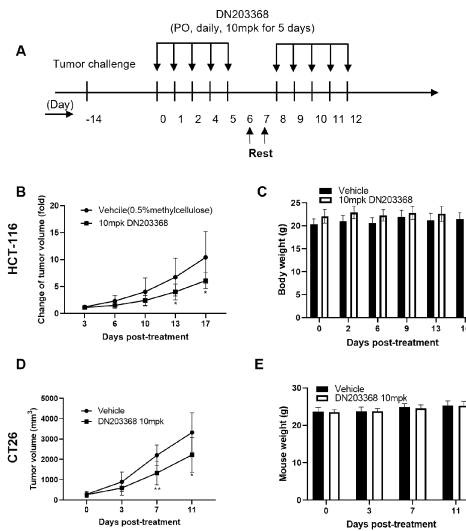 DN203368
(PO, daily, 10mpk for 5 days)
A
Tumor challenge
(Day)
-14 0 1 2 4 5 6 7 8 9 10 11 12
Rest
B
HCT-116
Change of tumor volume (fold)
20
15
10
5
0
Vehcile(0.5%methylcellulose)
10mpk DN203368
*
*
3 6 10 13 17
Days post-treatment
C
Vehicle
10mpk DN203368
Body weight (g)
25
20
15
10
5
0
0 2 6 9 13
Days post-treatment
D
CT26
Tumor volume (mm3)
5000
4000
3000
2000
1000
0
Vehicle
DN203368 10mpk
**
*
0 3 7 11
Days post-treatment
E
Vehicle
DN203368 10mpk
Mouse weight (g)
30
20
10
0
0 3 7 11
Days post-treatment